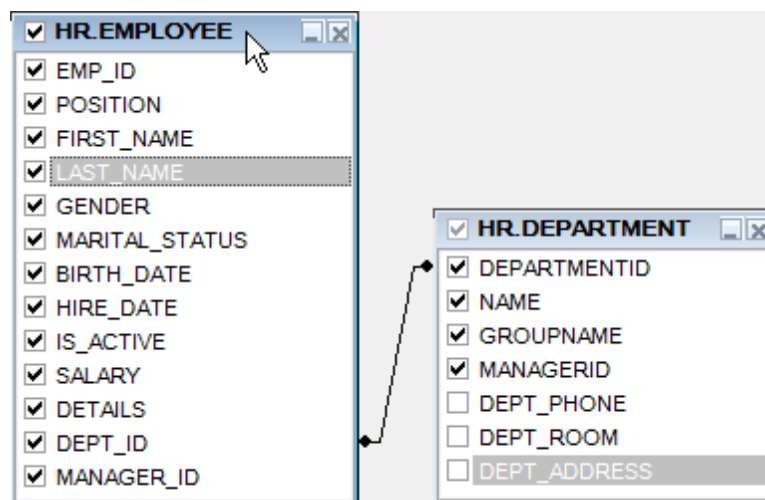 HR.EMPLOYEE
EMP_ID
POSITION
FIRST_NAME
LAST_NAME
GENDER
MARITAL_STATUS
BIRTH_DATE
HIRE_DATE
IS_ACTIVE
SALARY
DETAILS
DEPT_ID
MANAGER_ID
HR.DEPARTMENT
DEPARTMENTID
NAME
GROUPNAME
MANAGERID
DEPT_PHONE
DEPT_ROOM
DEPT_ADDRESS